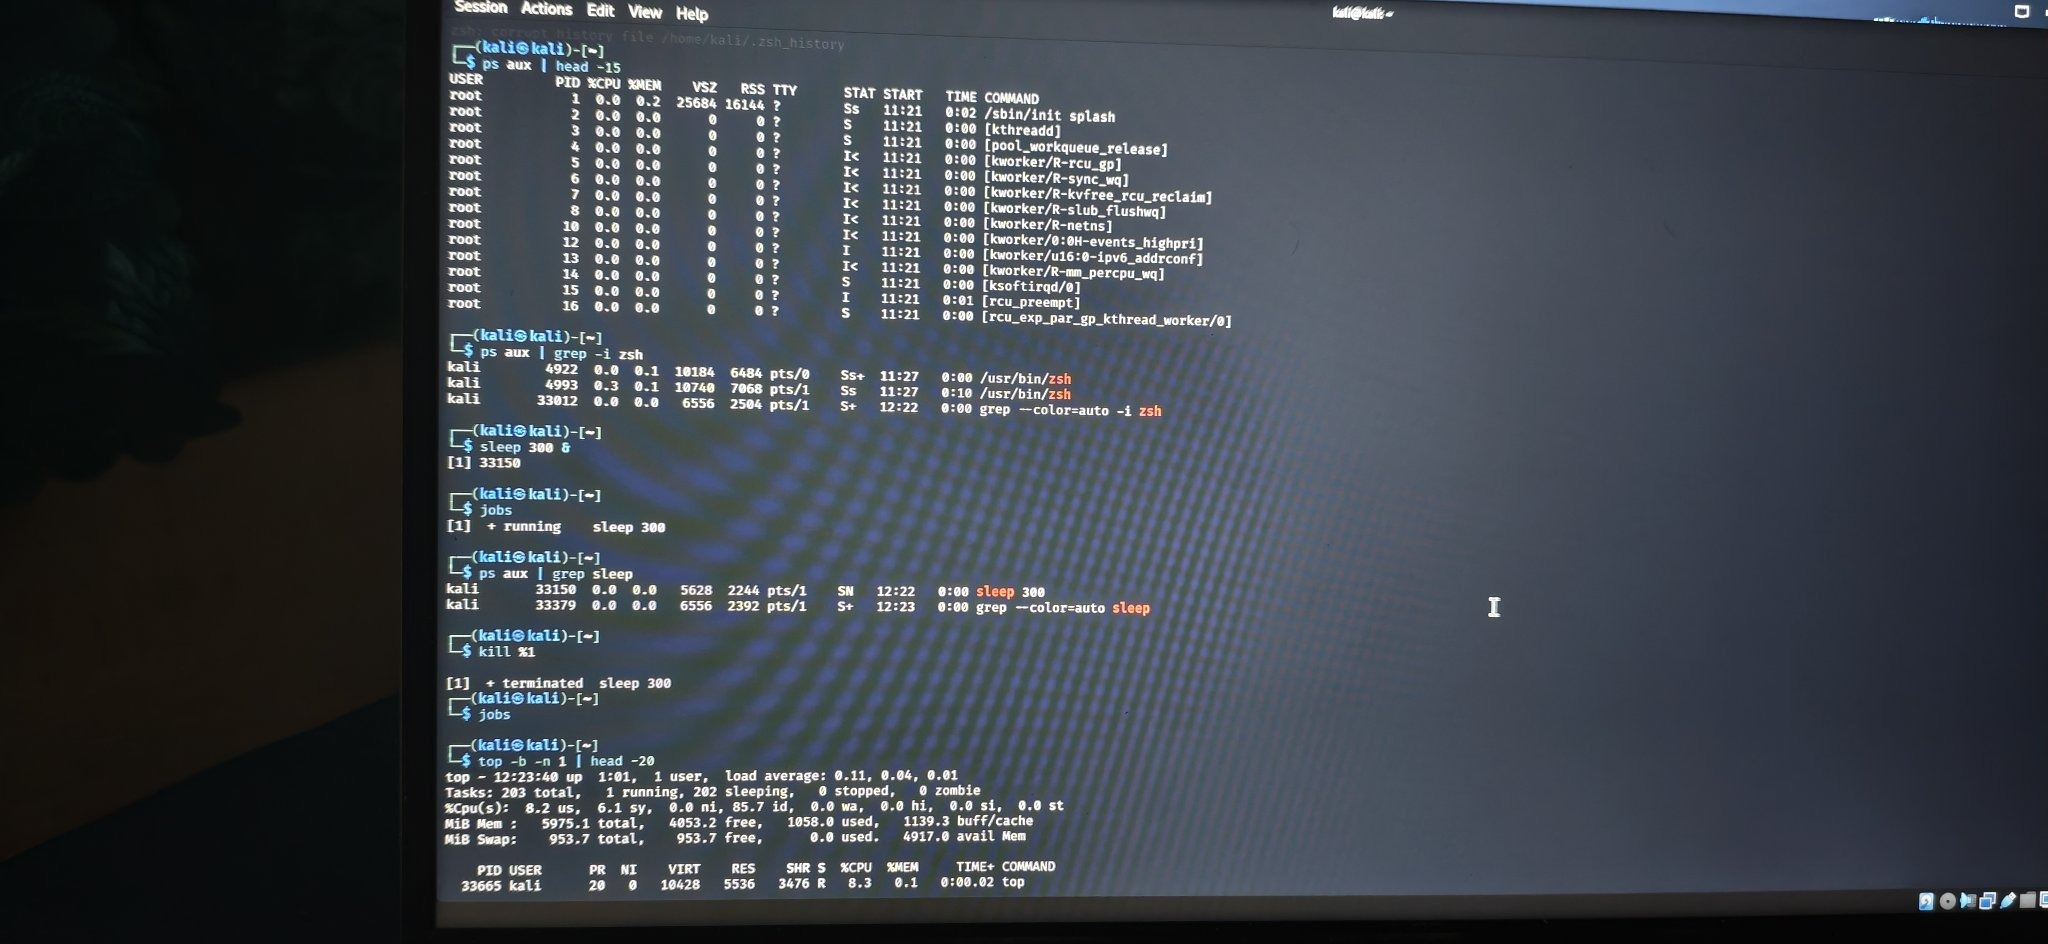 Session Actions Edit View Help
kali@kali: ~
zsh: corrupt history file /home/kali/.zsh_history
┌──(kali㉿kali)-[~]
└─$ ps aux | head -15
USER PID %CPU %MEM VSZ RSS TTY STAT START TIME COMMAND
root 1 0.0 0.2 25684 16144 ? Ss 11:21 0:02 /sbin/init splash
root 2 0.0 0.0 0 0 ? S 11:21 0:00 [kthreadd]
root 3 0.0 0.0 0 0 ? S 11:21 0:00 [pool_workqueue_release]
root 4 0.0 0.0 0 0 ? I< 11:21 0:00 [kworker/R-rcu_gp]
root 5 0.0 0.0 0 0 ? I< 11:21 0:00 [kworker/R-sync_wq]
root 6 0.0 0.0 0 0 ? I< 11:21 0:00 [kworker/R-kvfree_rcu_reclaim]
root 7 0.0 0.0 0 0 ? I< 11:21 0:00 [kworker/R-slub_flushwq]
root 8 0.0 0.0 0 0 ? I< 11:21 0:00 [kworker/R-netns]
root 10 0.0 0.0 0 0 ? I< 11:21 0:00 [kworker/0:0H-events_highpri]
root 12 0.0 0.0 0 0 ? I 11:21 0:00 [kworker/u16:0-ipv6_addrconf]
root 13 0.0 0.0 0 0 ? I< 11:21 0:00 [kworker/R-mm_percpu_wq]
root 14 0.0 0.0 0 0 ? S 11:21 0:00 [ksoftirqd/0]
root 15 0.0 0.0 0 0 ? I 11:21 0:01 [rcu_preempt]
root 16 0.0 0.0 0 0 ? S 11:21 0:00 [rcu_exp_par_gp_kthread_worker/0]
┌──(kali㉿kali)-[~]
└─$ ps aux | grep -i zsh
kali 4922 0.0 0.1 10184 6484 pts/0 Ss+ 11:27 0:00 /usr/bin/zsh
kali 4993 0.3 0.1 10740 7068 pts/1 Ss 11:27 0:10 /usr/bin/zsh
kali 33012 0.0 0.0 6556 2504 pts/1 S+ 12:22 0:00 grep --color=auto -i zsh
┌──(kali㉿kali)-[~]
└─$ sleep 300 &
[1] 33150
┌──(kali㉿kali)-[~]
└─$ jobs
[1] + running sleep 300
┌──(kali㉿kali)-[~]
└─$ ps aux | grep sleep
kali 33150 0.0 0.0 5628 2244 pts/1 SN 12:22 0:00 sleep 300
kali 33379 0.0 0.0 6556 2392 pts/1 S+ 12:23 0:00 grep --color=auto sleep
┌──(kali㉿kali)-[~]
└─$ kill %1
[1] + terminated sleep 300
┌──(kali㉿kali)-[~]
└─$ jobs
┌──(kali㉿kali)-[~]
└─$ top -b -n 1 | head -20
top - 12:23:40 up 1:01, 1 user, load average: 0.11, 0.04, 0.01
Tasks: 203 total, 1 running, 202 sleeping, 0 stopped, 0 zombie
%Cpu(s): 8.2 us, 6.1 sy, 0.0 ni, 85.7 id, 0.0 wa, 0.0 hi, 0.0 si, 0.0 st
MiB Mem : 5975.1 total, 4053.2 free, 1058.0 used, 1139.3 buff/cache
MiB Swap: 953.7 total, 953.7 free, 0.0 used. 4917.0 avail Mem
PID USER PR NI VIRT RES SHR S %CPU %MEM TIME+ COMMAND
33665 kali 20 0 10428 5536 3476 R 8.3 0.1 0:00.02 top